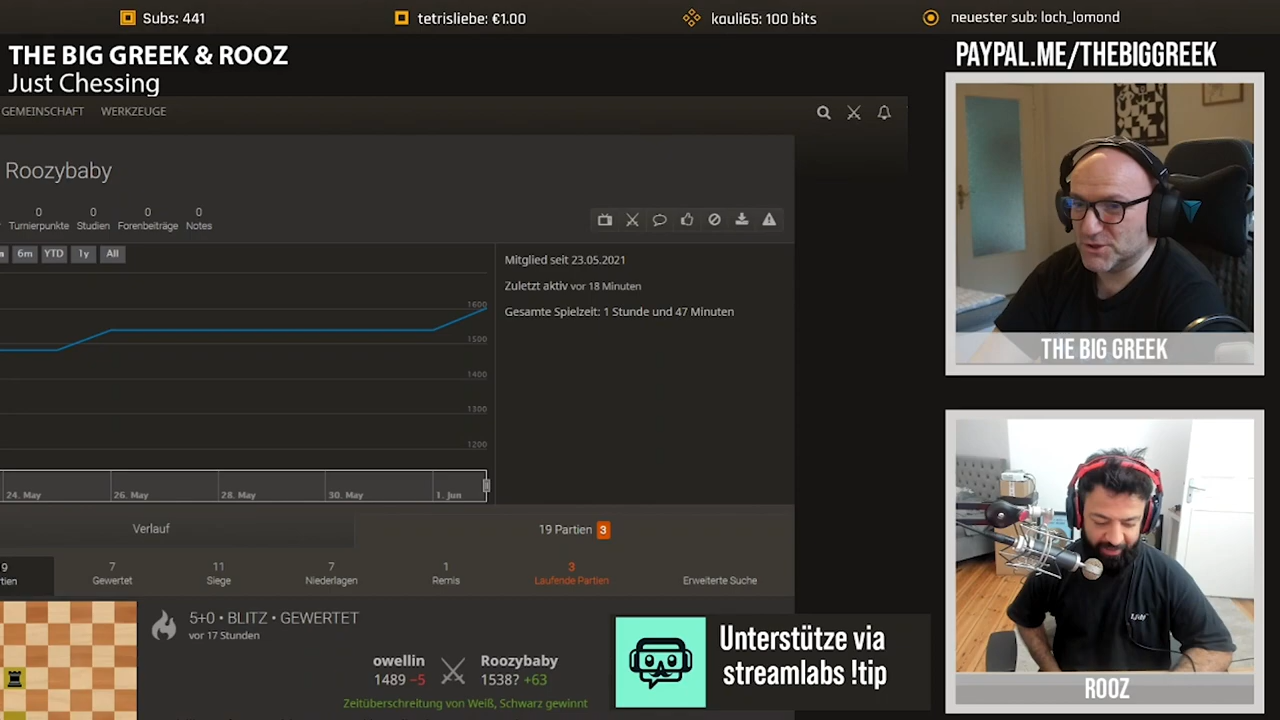 Subs: 441
tetrisliebe: €1.00
kauli65: 100 bits
neuester sub: loch_lomond
THE BIG GREEK & ROOZ
Just Chessing
PAYPAL.ME/THEBIGGREEK
GEMEINSCHAFT WERKZEUGE
Roozybaby
0 Turnierpunkte
0 Studien
0 Forenbeiträge
0 Notes
6m YTD 1y All
Mitglied seit 23.05.2021
Zuletzt aktiv vor 18 Minuten
Gesamte Spielzeit: 1 Stunde und 47 Minuten
1600
1500
1400
1300
1200
24. May 26. May 28. May 30. May 1. Jun
Verlauf
19 Partien 3
7 Gewertet
11 Siege
7 Niederlagen
1 Remis
3 Laufende Partien
Erweiterte Suche
5+0 • BLITZ • GEWERTET
vor 17 Stunden
owellin
1489 −5
Roozybaby
1538? +63
Zeitüberschreitung von Weiß, Schwarz gewinnt
Unterstütze via
streamlabs !tip
THE BIG GREEK
ROOZ